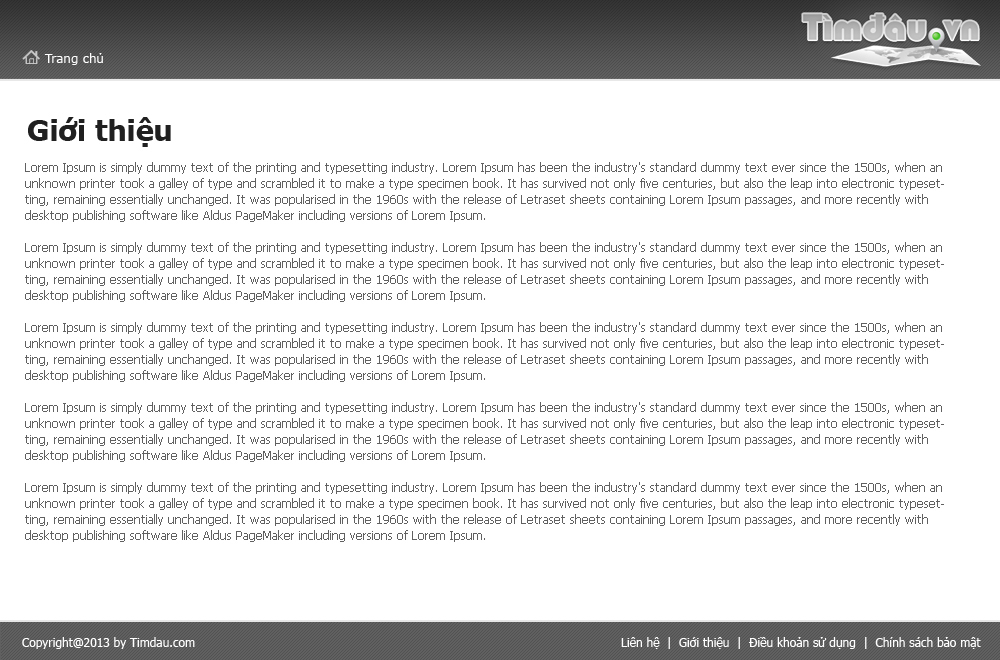 Tìmđâu.vn
Trang chủ
Giới thiệu
Lorem Ipsum is simply dummy text of the printing and typesetting industry. Lorem Ipsum has been the industry's standard dummy text ever since the 1500s, when an
unknown printer took a galley of type and scrambled it to make a type specimen book. It has survived not only five centuries, but also the leap into electronic typeset-
ting, remaining essentially unchanged. It was popularised in the 1960s with the release of Letraset sheets containing Lorem Ipsum passages, and more recently with
desktop publishing software like Aldus PageMaker including versions of Lorem Ipsum.
Lorem Ipsum is simply dummy text of the printing and typesetting industry. Lorem Ipsum has been the industry's standard dummy text ever since the 1500s, when an
unknown printer took a galley of type and scrambled it to make a type specimen book. It has survived not only five centuries, but also the leap into electronic typeset-
ting, remaining essentially unchanged. It was popularised in the 1960s with the release of Letraset sheets containing Lorem Ipsum passages, and more recently with
desktop publishing software like Aldus PageMaker including versions of Lorem Ipsum.
Lorem Ipsum is simply dummy text of the printing and typesetting industry. Lorem Ipsum has been the industry's standard dummy text ever since the 1500s, when an
unknown printer took a galley of type and scrambled it to make a type specimen book. It has survived not only five centuries, but also the leap into electronic typeset-
ting, remaining essentially unchanged. It was popularised in the 1960s with the release of Letraset sheets containing Lorem Ipsum passages, and more recently with
desktop publishing software like Aldus PageMaker including versions of Lorem Ipsum.
Lorem Ipsum is simply dummy text of the printing and typesetting industry. Lorem Ipsum has been the industry's standard dummy text ever since the 1500s, when an
unknown printer took a galley of type and scrambled it to make a type specimen book. It has survived not only five centuries, but also the leap into electronic typeset-
ting, remaining essentially unchanged. It was popularised in the 1960s with the release of Letraset sheets containing Lorem Ipsum passages, and more recently with
desktop publishing software like Aldus PageMaker including versions of Lorem Ipsum.
Lorem Ipsum is simply dummy text of the printing and typesetting industry. Lorem Ipsum has been the industry's standard dummy text ever since the 1500s, when an
unknown printer took a galley of type and scrambled it to make a type specimen book. It has survived not only five centuries, but also the leap into electronic typeset-
ting, remaining essentially unchanged. It was popularised in the 1960s with the release of Letraset sheets containing Lorem Ipsum passages, and more recently with
desktop publishing software like Aldus PageMaker including versions of Lorem Ipsum.
Copyright@2013 by Timdau.com
Liên hệ | Giới thiệu | Điều khoản sử dụng | Chính sách bảo mật